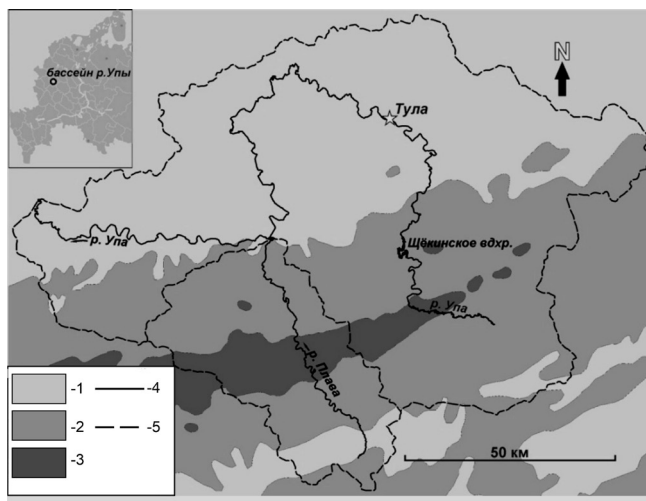 бассейн р.Упы
N
Тула
Щёкинское вдхр.
р. Упа
р. Упа
р. Плава
-1 -4
-2 -5
-3
50 км